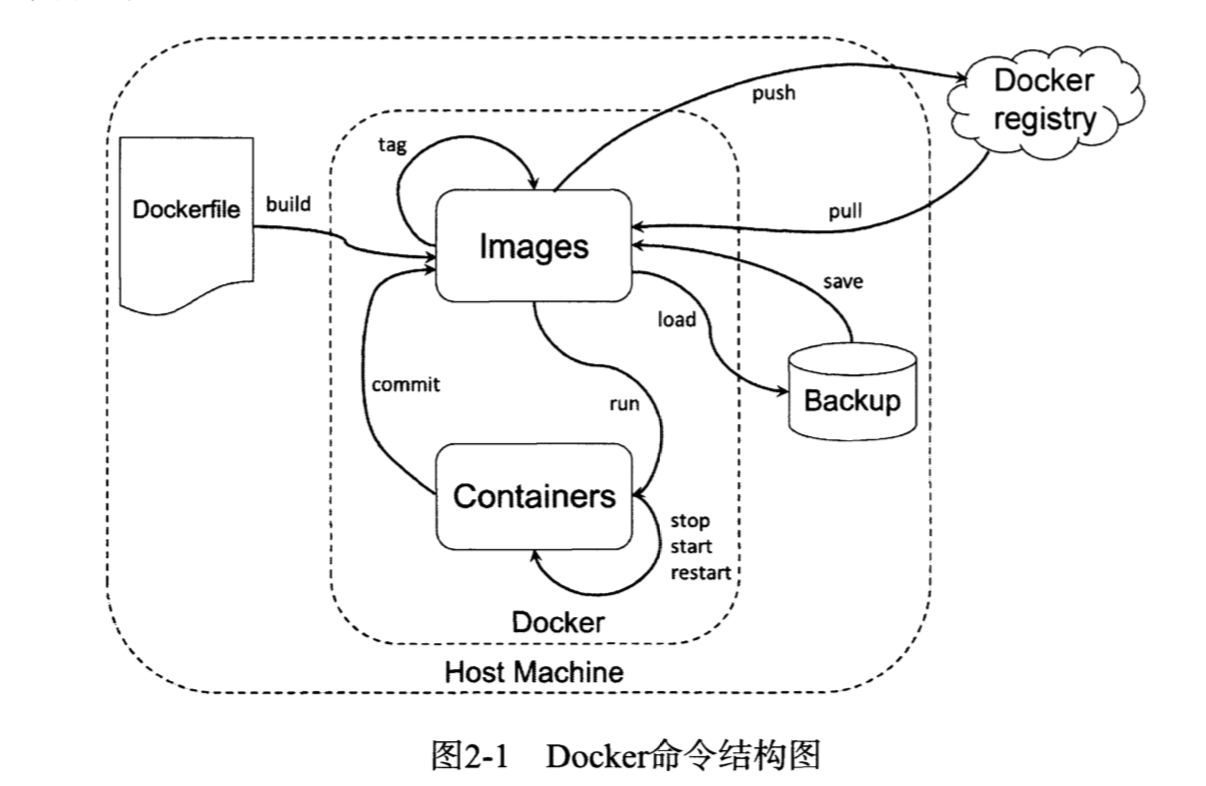 Docker
registry
push
tag
Dockerfile
build
Images
pull
save
load
commit
run
Backup
Containers
stop
start
restart
Docker
Host Machine
图2-1 Docker命令结构图